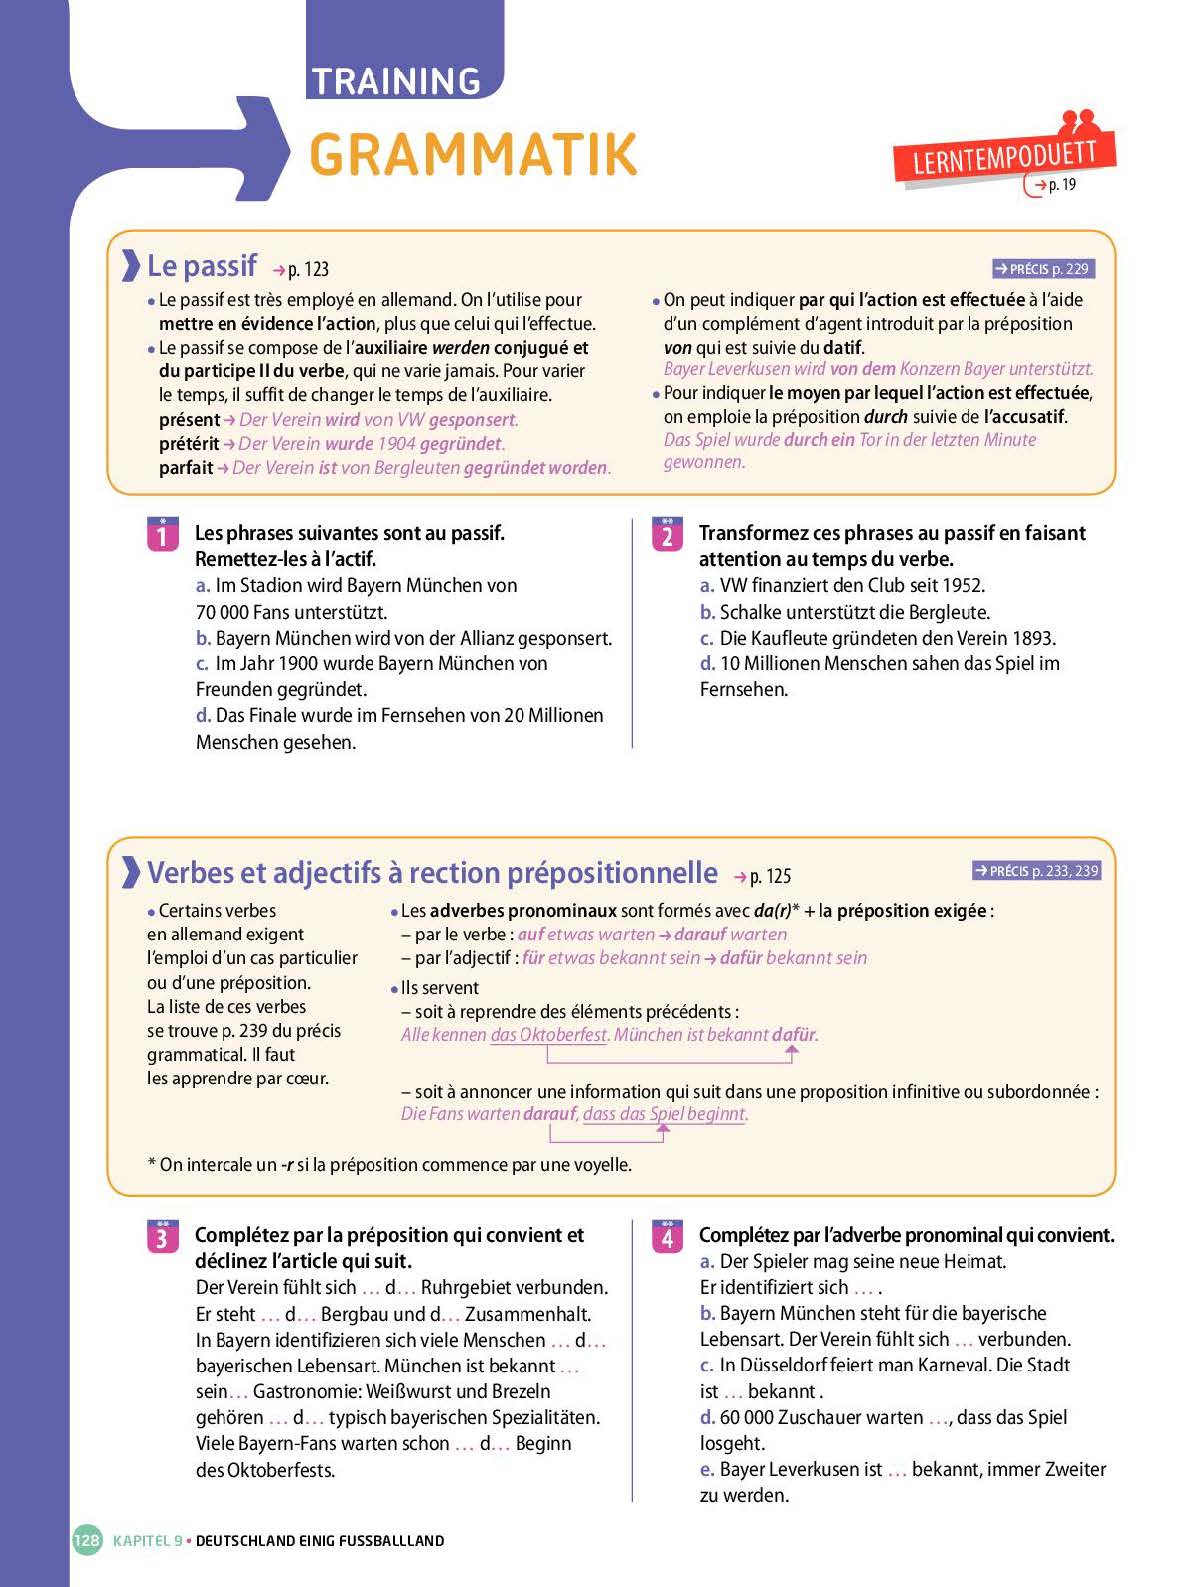 TRAINING
GRAMMATIK
LERNTEMPODUETT
→ p. 19
Le passif → p. 123
→ PRÉCIS p. 229
• Le passif est très employé en allemand. On l'utilise pour
mettre en évidence l'action, plus que celui qui l'effectue.
• Le passif se compose de l'auxiliaire werden conjugué et
du participe II du verbe, qui ne varie jamais. Pour varier
le temps, il suffit de changer le temps de l'auxiliaire.
présent → Der Verein wird von VW gesponsert.
prétérit → Der Verein wurde 1904 gegründet.
parfait → Der Verein ist von Bergleuten gegründet worden.
• On peut indiquer par qui l'action est effectuée à l'aide
d'un complément d'agent introduit par la préposition
von qui est suivie du datif.
Bayer Leverkusen wird von dem Konzern Bayer unterstützt.
• Pour indiquer le moyen par lequel l'action est effectuée,
on emploie la préposition durch suivie de l'accusatif.
Das Spiel wurde durch ein Tor in der letzten Minute
gewonnen.
* 1 Les phrases suivantes sont au passif.
Remettez-les à l'actif.
a. Im Stadion wird Bayern München von
70 000 Fans unterstützt.
b. Bayern München wird von der Allianz gesponsert.
c. Im Jahr 1900 wurde Bayern München von
Freunden gegründet.
d. Das Finale wurde im Fernsehen von 20 Millionen
Menschen gesehen.
** 2 Transformez ces phrases au passif en faisant
attention au temps du verbe.
a. VW finanziert den Club seit 1952.
b. Schalke unterstützt die Bergleute.
c. Die Kaufleute gründeten den Verein 1893.
d. 10 Millionen Menschen sahen das Spiel im
Fernsehen.
Verbes et adjectifs à rection prépositionnelle → p. 125
→ PRÉCIS p. 233, 239
• Certains verbes
en allemand exigent
l'emploi d'un cas particulier
ou d'une préposition.
La liste de ces verbes
se trouve p. 239 du précis
grammatical. Il faut
les apprendre par cœur.
• Les adverbes pronominaux sont formés avec da(r)* + la préposition exigée :
– par le verbe : auf etwas warten → darauf warten
– par l'adjectif : für etwas bekannt sein → dafür bekannt sein
• Ils servent
– soit à reprendre des éléments précédents :
Alle kennen das Oktoberfest. München ist bekannt dafür.
– soit à annoncer une information qui suit dans une proposition infinitive ou subordonnée :
Die Fans warten darauf, dass das Spiel beginnt.
* On intercale un -r si la préposition commence par une voyelle.
** 3 Complétez par la préposition qui convient et
déclinez l'article qui suit.
Der Verein fühlt sich ... d... Ruhrgebiet verbunden.
Er steht ... d... Bergbau und d... Zusammenhalt.
In Bayern identifizieren sich viele Menschen ... d...
bayerischen Lebensart. München ist bekannt ...
sein... Gastronomie: Weißwurst und Brezeln
gehören ... d... typisch bayerischen Spezialitäten.
Viele Bayern-Fans warten schon ... d... Beginn
des Oktoberfests.
** 4 Complétez par l'adverbe pronominal qui convient.
a. Der Spieler mag seine neue Heimat.
Er identifiziert sich ... .
b. Bayern München steht für die bayerische
Lebensart. Der Verein fühlt sich ... verbunden.
c. In Düsseldorf feiert man Karneval. Die Stadt
ist ... bekannt .
d. 60 000 Zuschauer warten ..., dass das Spiel
losgeht.
e. Bayer Leverkusen ist ... bekannt, immer Zweiter
zu werden.
128 KAPITEL 9 • DEUTSCHLAND EINIG FUSSBALLLAND